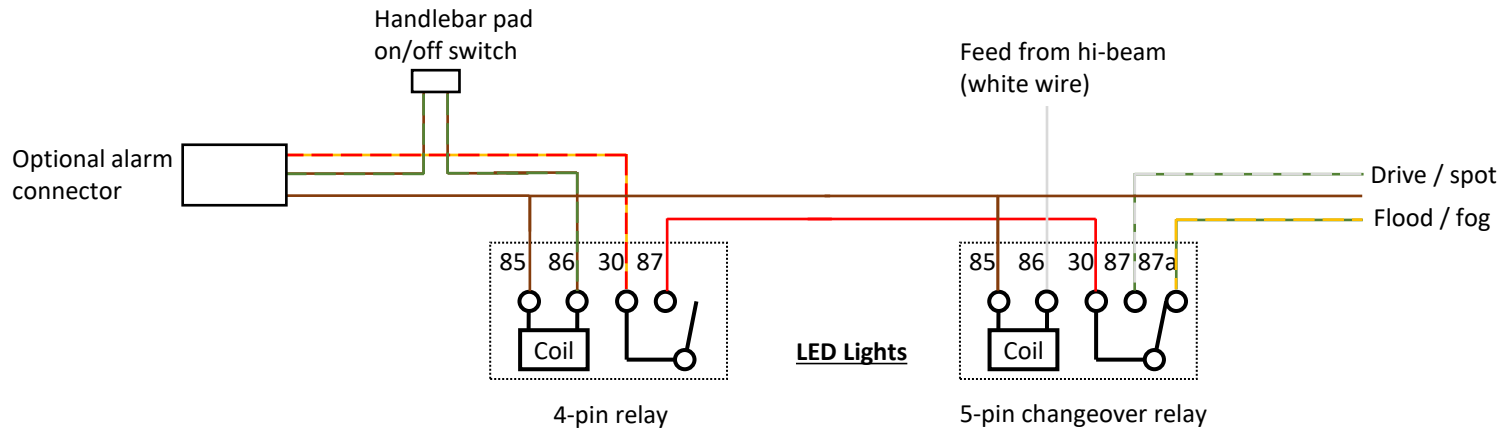 Handlebar pad
on/off switch
Feed from hi-beam
(white wire)
Optional alarm
connector
Drive / spot
Flood / fog
85 86 30 87
85 86 30 87 87a
Coil
LED Lights
Coil
4-pin relay
5-pin changeover relay